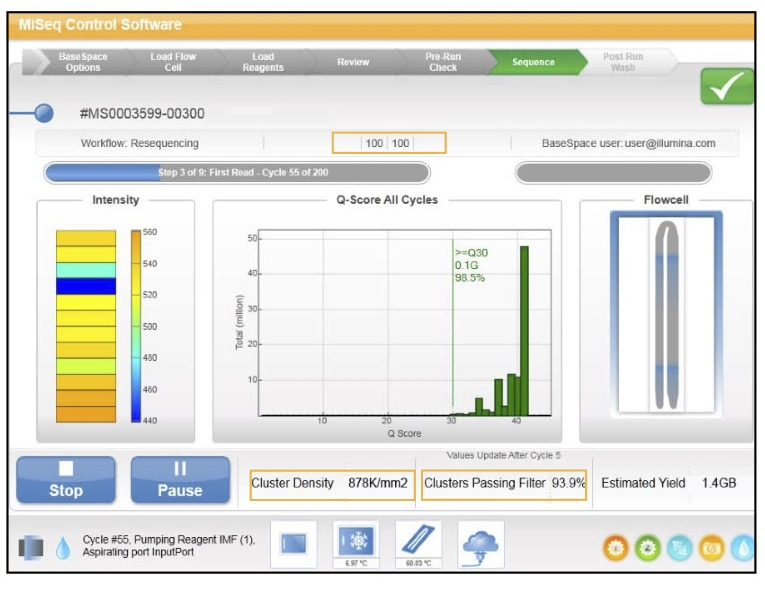 MiSeq Control Software
BaseSpace Options
Load Flow Cell
Load Reagents
Review
Pre-Run Check
Sequence
Post-Run Wash
#MS0003599-00300
Workflow: Resequencing
100 | 100
BaseSpace user: user@illumina.com
Step 3 of 9: First Read - Cycle 55 of 200
Intensity
560
540
520
500
480
460
440
Q-Score All Cycles
50
40
30
20
10
Total (million)
>=Q30
0.1G
98.5%
10
20
30
40
Q Score
Flowcell
Values Update After Cycle 5
Stop
Pause
Cluster Density 878K/mm2
Clusters Passing Filter 93.9%
Estimated Yield 1.4GB
Cycle #55, Pumping Reagent IMF (1),
Aspirating port InputPort
6.97 °C
60.03 °C